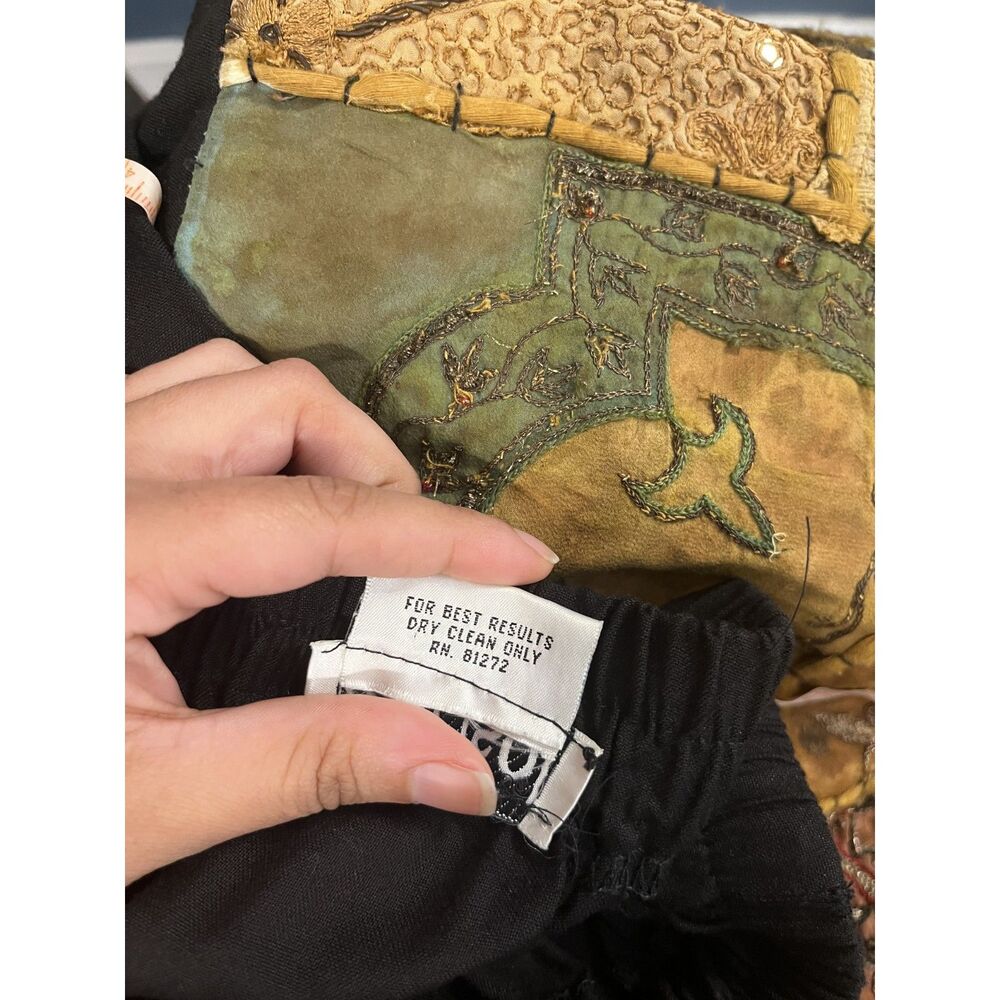 FOR BEST RESULTS
DRY CLEAN ONLY
RN. 81272